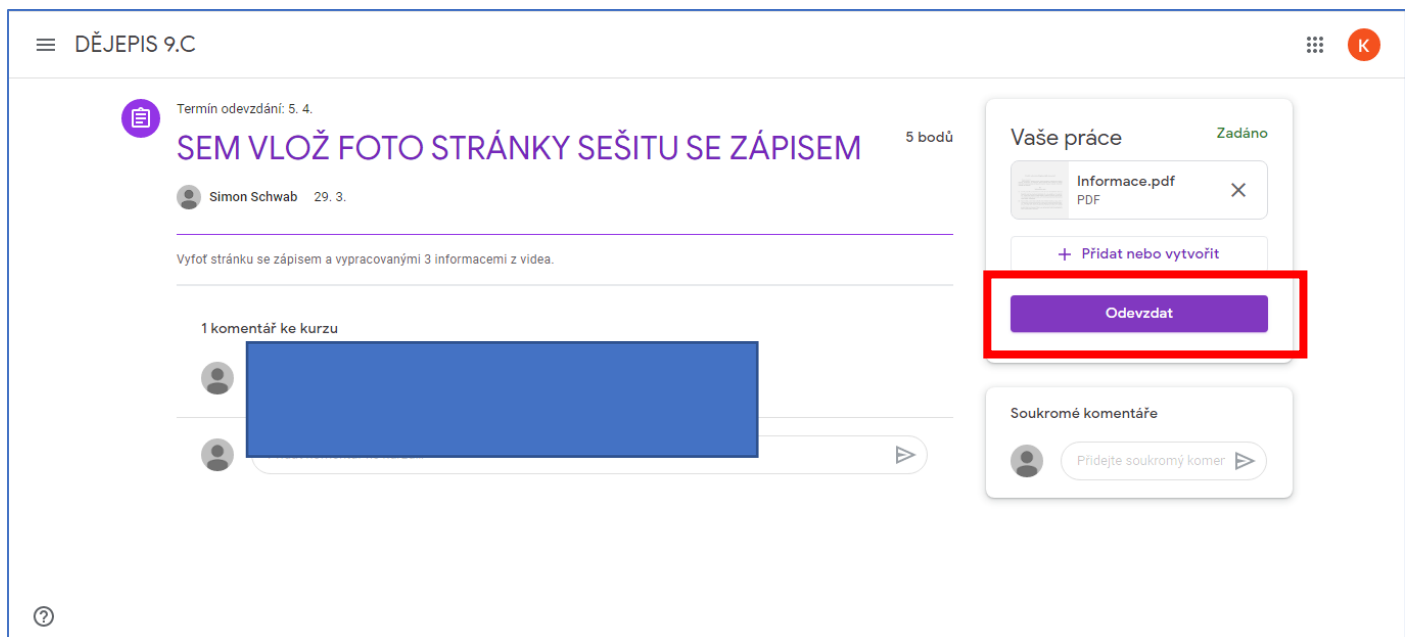 DĚJEPIS 9.C
K
Termín odevzdání: 5. 4.
SEM VLOŽ FOTO STRÁNKY SEŠITU SE ZÁPISEM
5 bodů
Simon Schwab 29. 3.
Vyfoť stránku se zápisem a vypracovanými 3 informacemi z videa.
1 komentář ke kurzu
Vaše práce
Zadáno
Informace.pdf
PDF
+ Přidat nebo vytvořit
Odevzdat
Soukromé komentáře
Přidejte soukromý komer